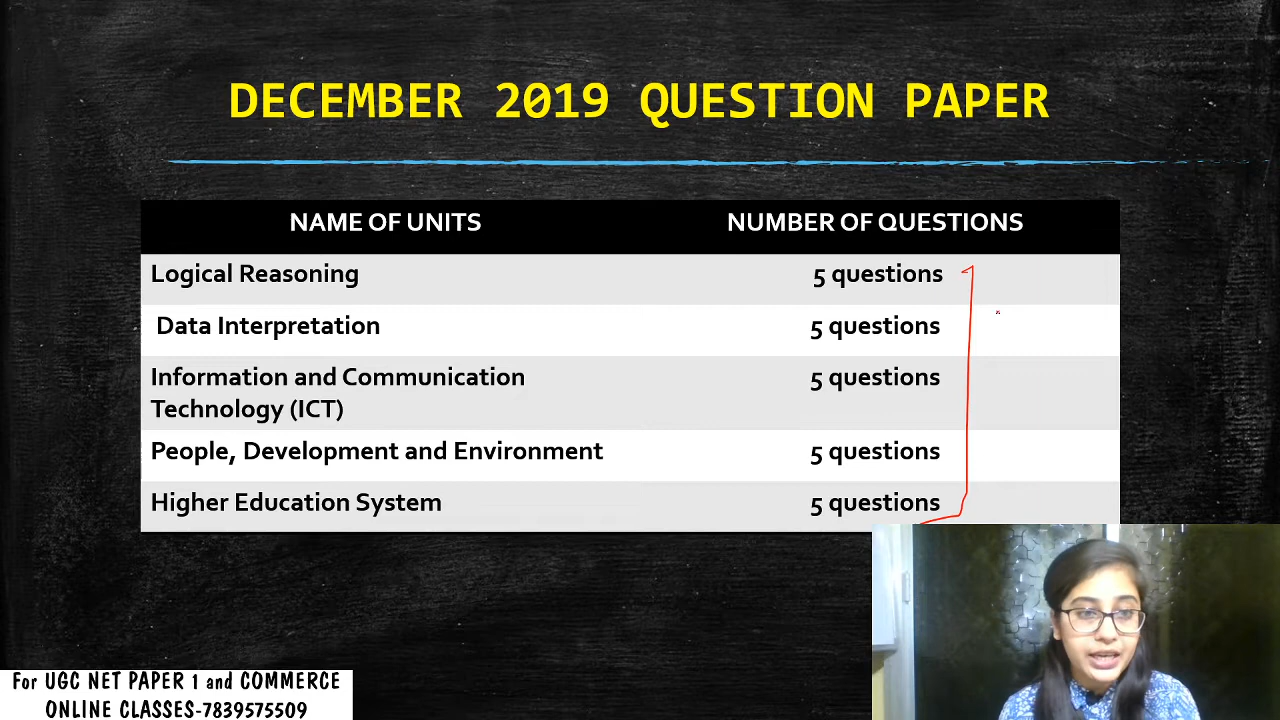 DECEMBER 2019 QUESTION PAPER
NAME OF UNITS NUMBER OF QUESTIONS
Logical Reasoning 5 questions
Data Interpretation 5 questions
Information and Communication
Technology (ICT) 5 questions
People, Development and Environment 5 questions
Higher Education System 5 questions
For UGC NET PAPER 1 and COMMERCE
ONLINE CLASSES-7839575509